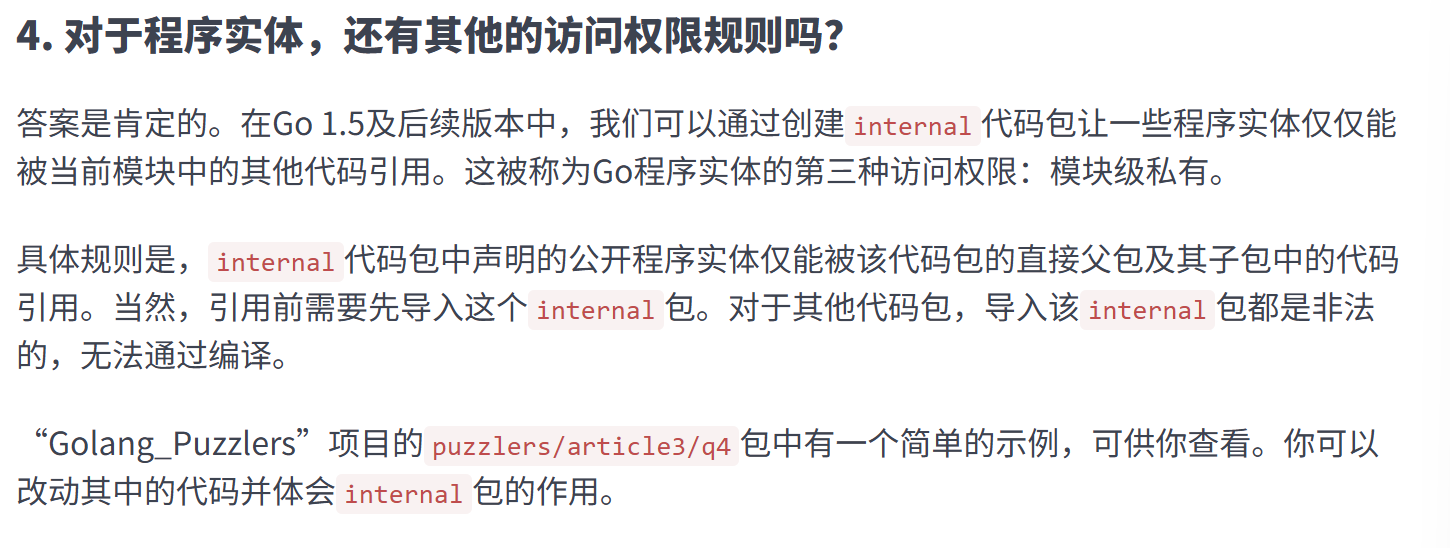 4. 对于程序实体，还有其他的访问权限规则吗？
答案是肯定的。在Go 1.5及后续版本中，我们可以通过创建internal代码包让一些程序实体仅仅能
被当前模块中的其他代码引用。这被称为Go程序实体的第三种访问权限：模块级私有。
具体规则是，internal代码包中声明的公开程序实体仅能被该代码包的直接父包及其子包中的代码
引用。当然，引用前需要先导入这个internal包。对于其他代码包，导入该internal包都是非法
的，无法通过编译。
“Golang_Puzzlers”项目的puzzlers/article3/q4包中有一个简单的示例，可供你查看。你可以
改动其中的代码并体会internal包的作用。